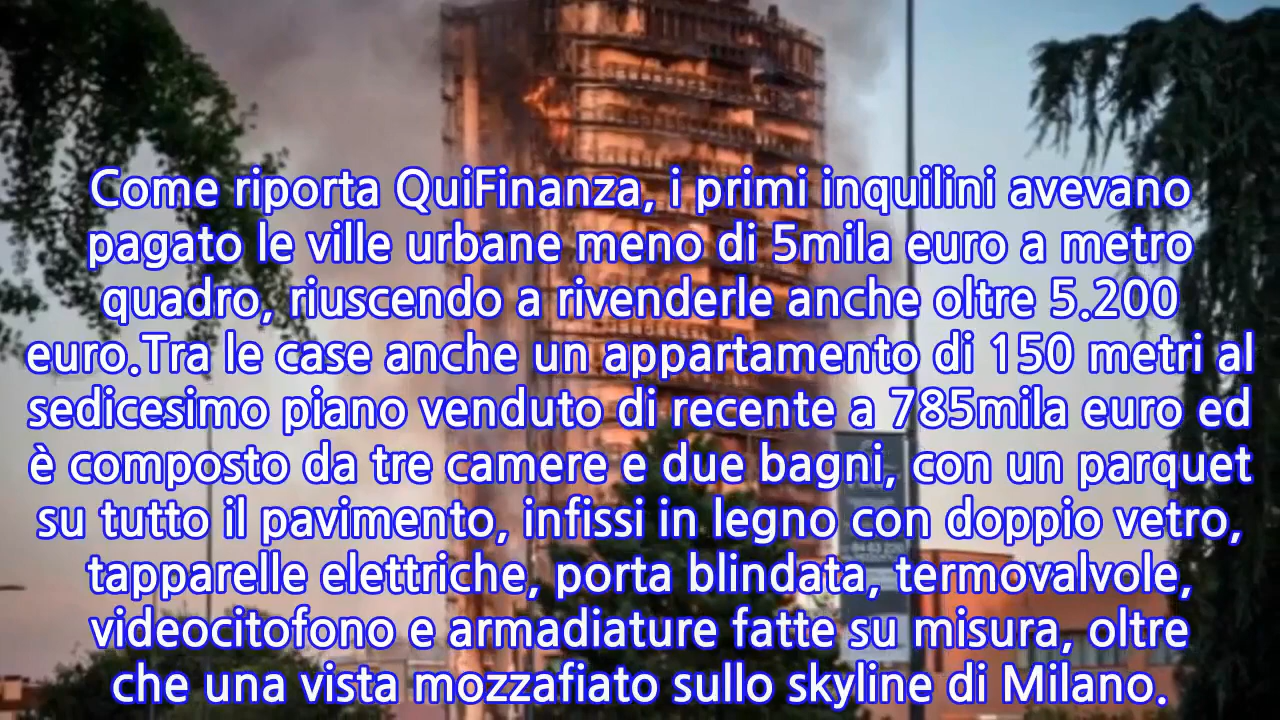 Come riporta QuiFinanza, i primi inquilini avevano
pagato le ville urbane meno di 5mila euro a metro
quadro, riuscendo a rivenderle anche oltre 5.200
euro.Tra le case anche un appartamento di 150 metri al
sedicesimo piano venduto di recente a 785mila euro ed
è composto da tre camere e due bagni, con un parquet
su tutto il pavimento, infissi in legno con doppio vetro,
tapparelle elettriche, porta blindata, termovalvole,
videocitofono e armadiature fatte su misura, oltre
che una vista mozzafiato sullo skyline di Milano.